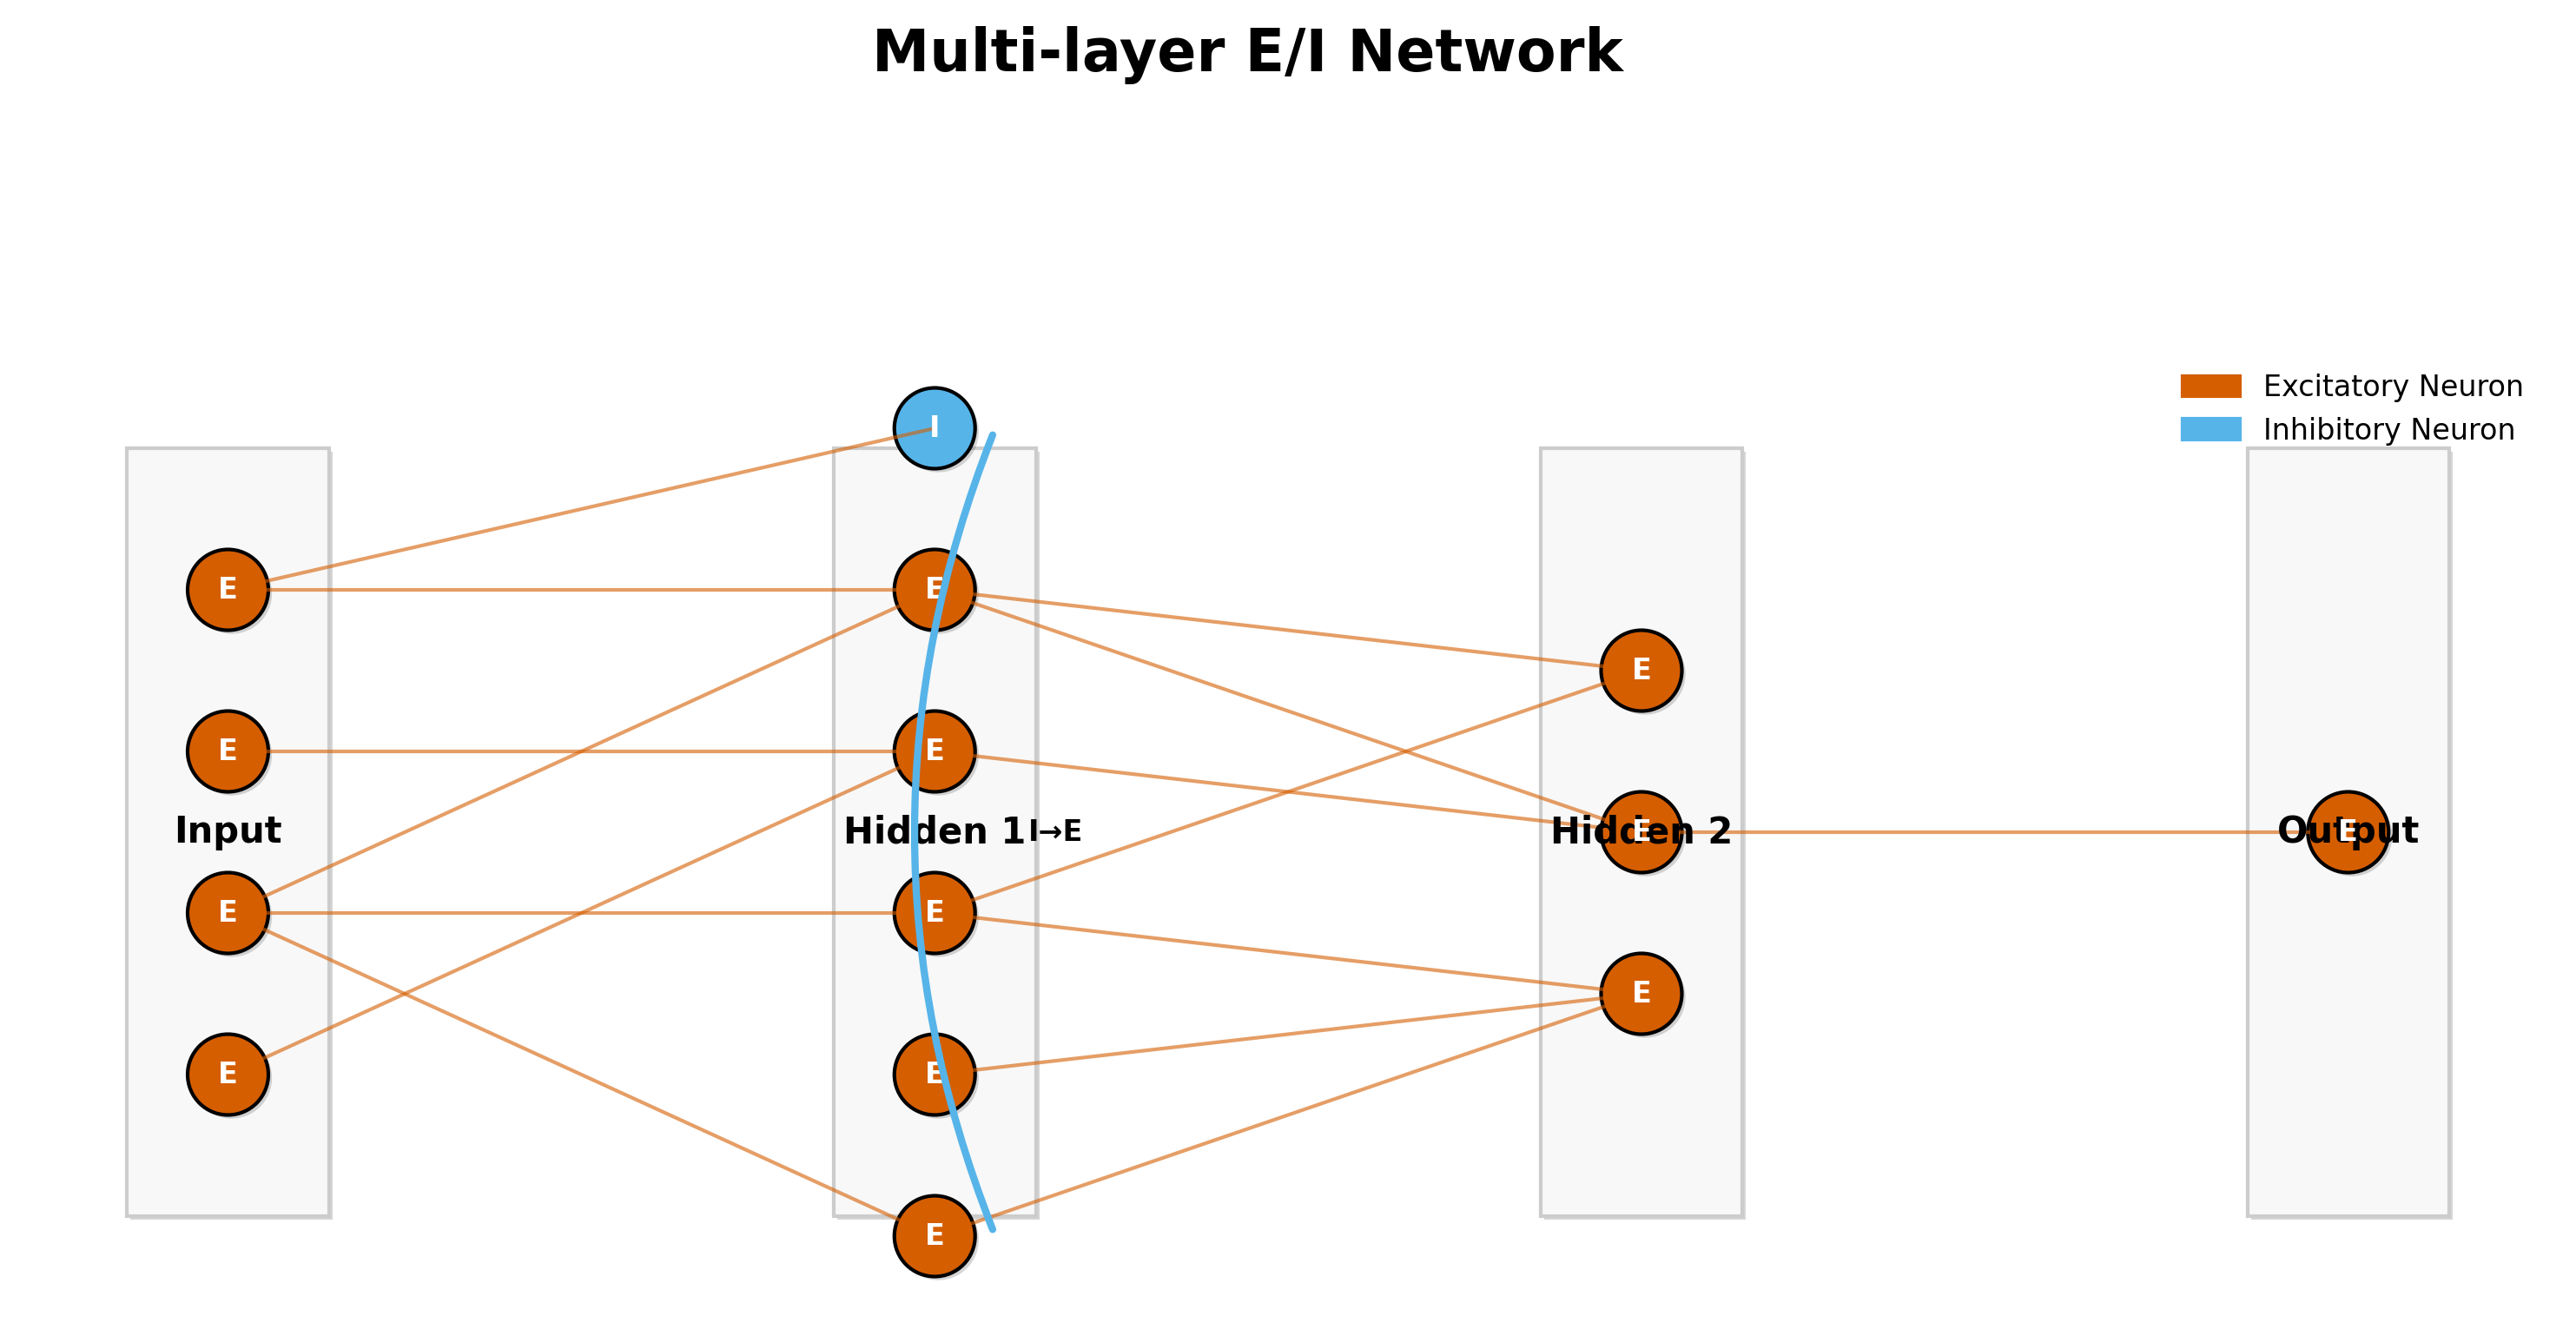 Multi-layer E/I Network
Excitatory Neuron
Inhibitory Neuron
I
E
E
E
E
E
E
Input
Hidden 1
I→E
Hidden 2
E
Output
E
E
E
E
E
E
E